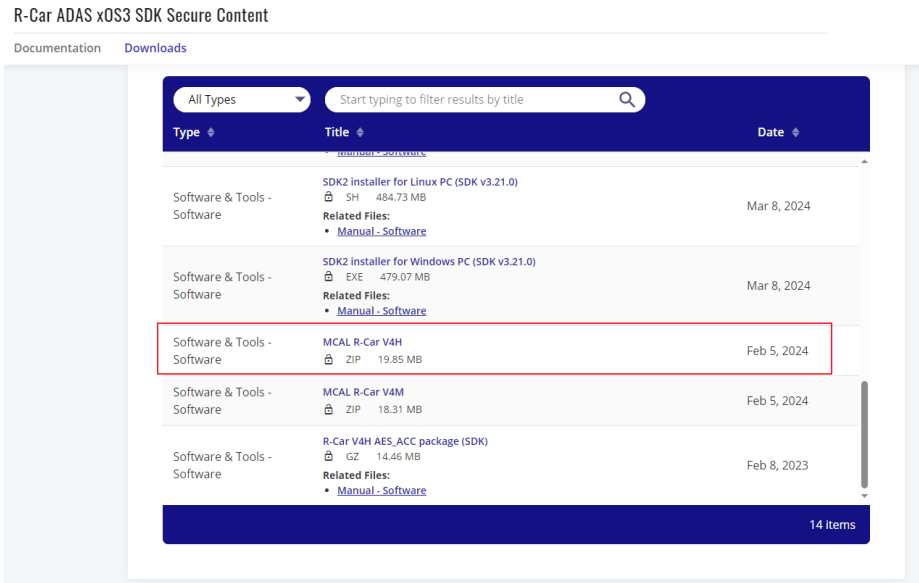 R-Car ADAS xOS3 SDK Secure Content
Documentation Downloads
All Types Start typing to filter results by title
Type Title Date
• Manual - Software
SDK2 installer for Linux PC (SDK v3.21.0)
Software & Tools - SH 484.73 MB
Software Related Files: Mar 8, 2024
• Manual - Software
SDK2 installer for Windows PC (SDK v3.21.0)
Software & Tools - EXE 479.07 MB
Software Related Files: Mar 8, 2024
• Manual - Software
Software & Tools - MCAL R-Car V4H
Software ZIP 19.85 MB Feb 5, 2024
Software & Tools - MCAL R-Car V4M
Software ZIP 18.31 MB Feb 5, 2024
R-Car V4H AES_ACC package (SDK)
Software & Tools - GZ 14.46 MB
Software Related Files: Feb 8, 2023
• Manual - Software
14 items